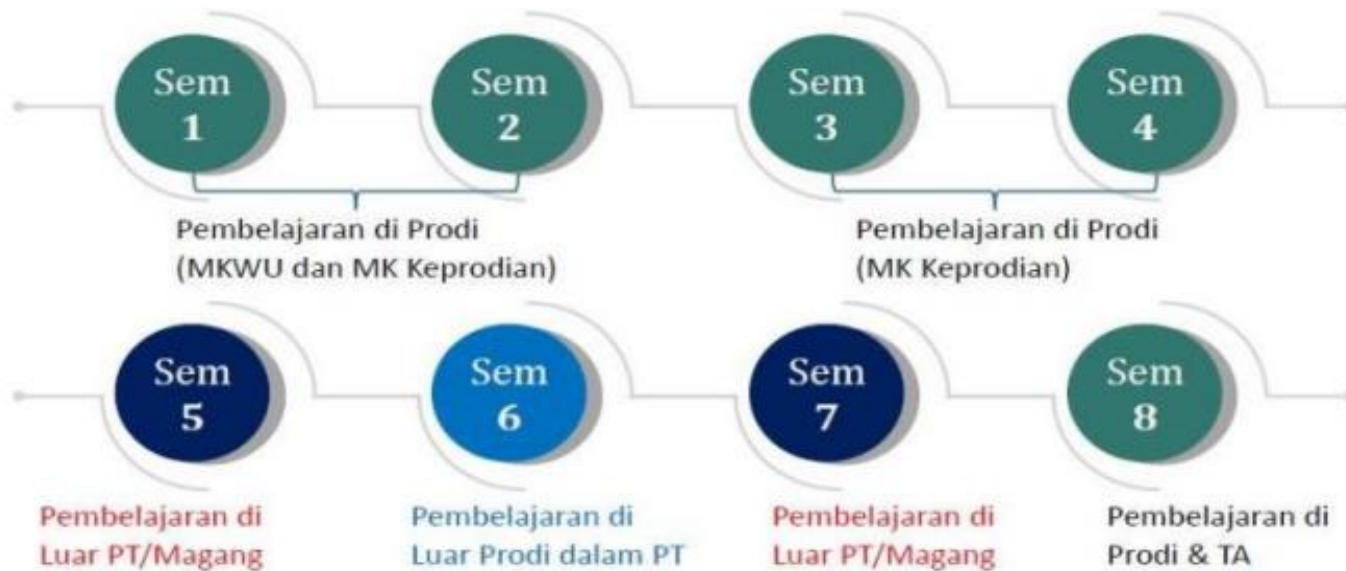 Sem
1
Sem
2
Sem
3
Sem
4
Pembelajaran di Prodi
(MKWU dan MK Keprodian)
Pembelajaran di Prodi
(MK Keprodian)
Sem
5
Sem
6
Sem
7
Sem
8
Pembelajaran di
Luar PT/Magang
Pembelajaran di
Luar Prodi dalam PT
Pembelajaran di
Luar PT/Magang
Pembelajaran di
Prodi & TA